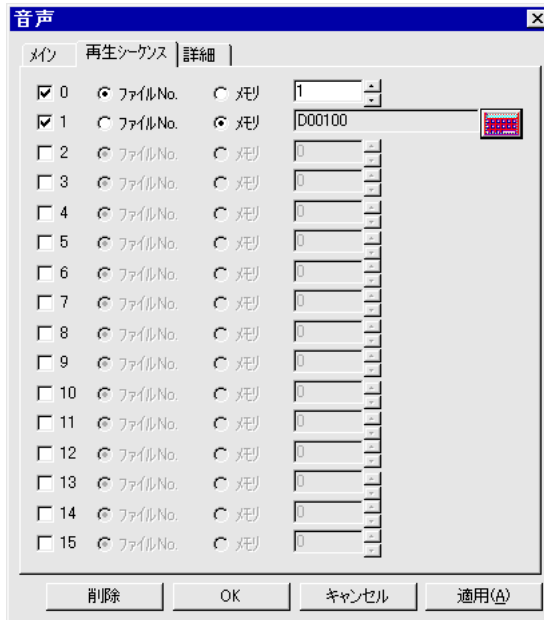 音声
メイン 再生シーケンス 詳細
0 ファイルNo. メモリ 1
1 ファイルNo. メモリ D00100
2 ファイルNo. メモリ 0
3 ファイルNo. メモリ 0
4 ファイルNo. メモリ 0
5 ファイルNo. メモリ 0
6 ファイルNo. メモリ 0
7 ファイルNo. メモリ 0
8 ファイルNo. メモリ 0
9 ファイルNo. メモリ 0
10 ファイルNo. メモリ 0
11 ファイルNo. メモリ 0
12 ファイルNo. メモリ 0
13 ファイルNo. メモリ 0
14 ファイルNo. メモリ 0
15 ファイルNo. メモリ 0
削除 OK キャンセル 適用(A)